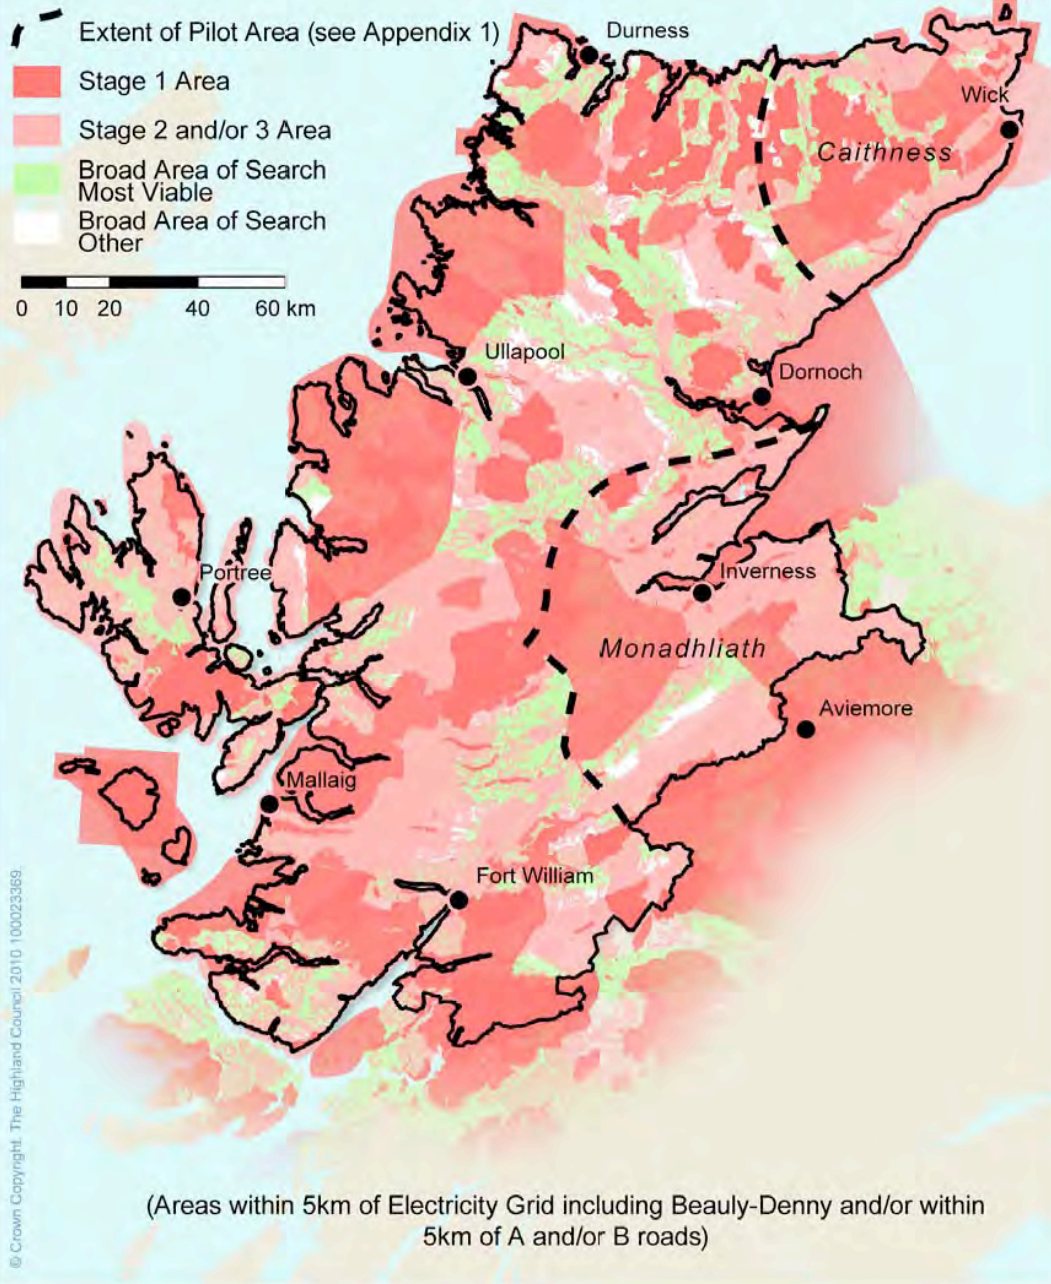 Extent of Pilot Area (see Appendix 1)
Stage 1 Area
Stage 2 and/or 3 Area
Broad Area of Search
Most Viable
Broad Area of Search
Other
0 10 20 40 60 km
Durness
Wick
Caithness
Ullapool
Dornoch
Portree
Inverness
Monadhliath
Aviemore
Mallaig
Fort William
© Crown Copyright. The Highland Council 2010 100023369.
(Areas within 5km of Electricity Grid including Beauly-Denny and/or within
5km of A and/or B roads)